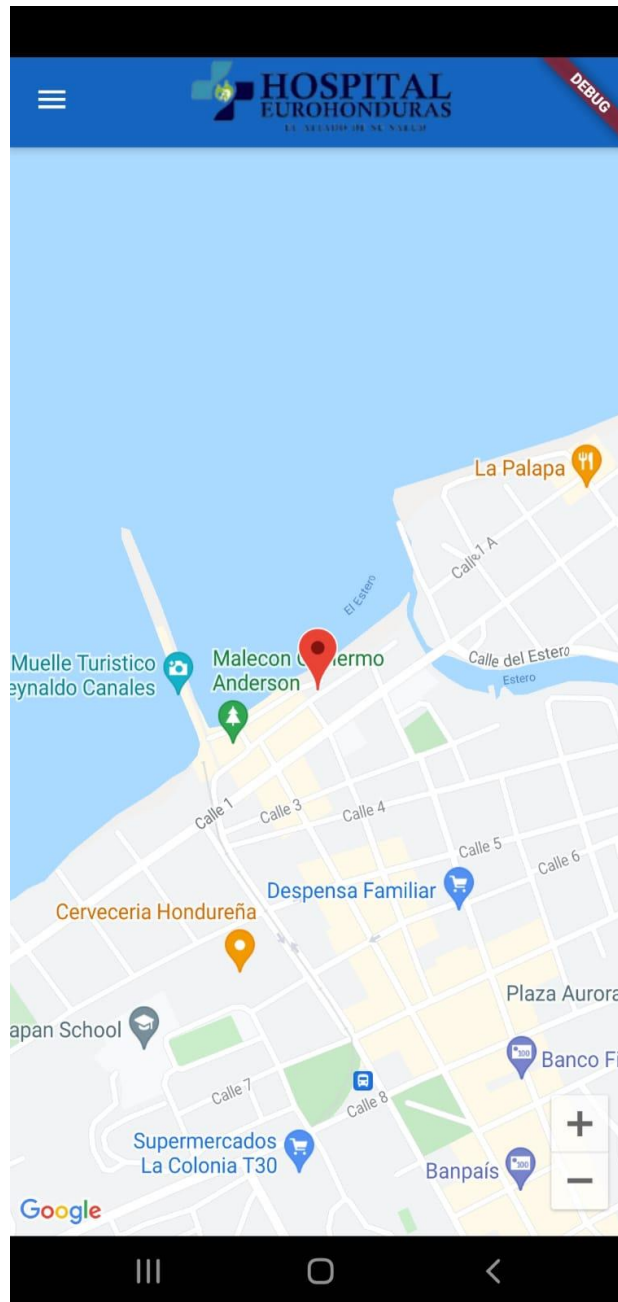 HOSPITAL
EUROHONDURAS
DEBUG
La Palapa
Calle 1 A
El Estero
Muelle Turistico
eynaldo Canales
Malecon
Anderson
Calle del Estero
Estero
Calle 1
Calle 3
Calle 4
Calle 5
Calle 6
Despensa Familiar
Cerveceria Hondureña
Plaza Aurora
apan School
Banco Fi
Calle 7
Calle 8
Supermercados
La Colonia T30
Banpaís
+
−
Google